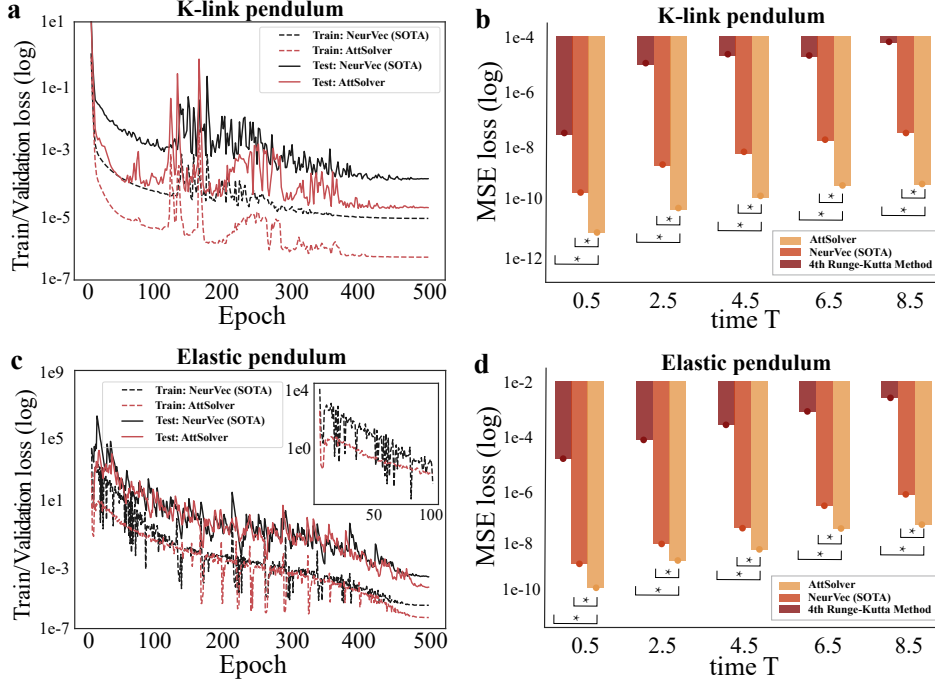 a
K-link pendulum
Train/Validation loss (log)
1e1
1e-1
1e-3
1e-5
1e-7
Train: NeurVec (SOTA)
Train: AttSolver
Test: NeurVec (SOTA)
Test: AttSolver
0
100
200
300
400
500
Epoch
b
K-link pendulum
MSE loss (log)
1e-4
1e-6
1e-8
1e-10
1e-12
*
*
*
*
*
*
*
*
*
*
AttSolver
NeurVec (SOTA)
4th Runge-Kutta Method
0.5
2.5
4.5
6.5
8.5
time T
c
Elastic pendulum
Train/Validation loss (log)
1e9
1e5
1e1
1e-3
1e-7
Train: NeurVec (SOTA)
Train: AttSolver
Test: NeurVec (SOTA)
Test: AttSolver
1e4
1e0
50
100
0
100
200
300
400
500
Epoch
d
Elastic pendulum
MSE loss (log)
1e-2
1e-4
1e-6
1e-8
1e-10
*
*
*
*
*
*
*
*
*
*
AttSolver
NeurVec (SOTA)
4th Runge-Kutta Method
0.5
2.5
4.5
6.5
8.5
time T